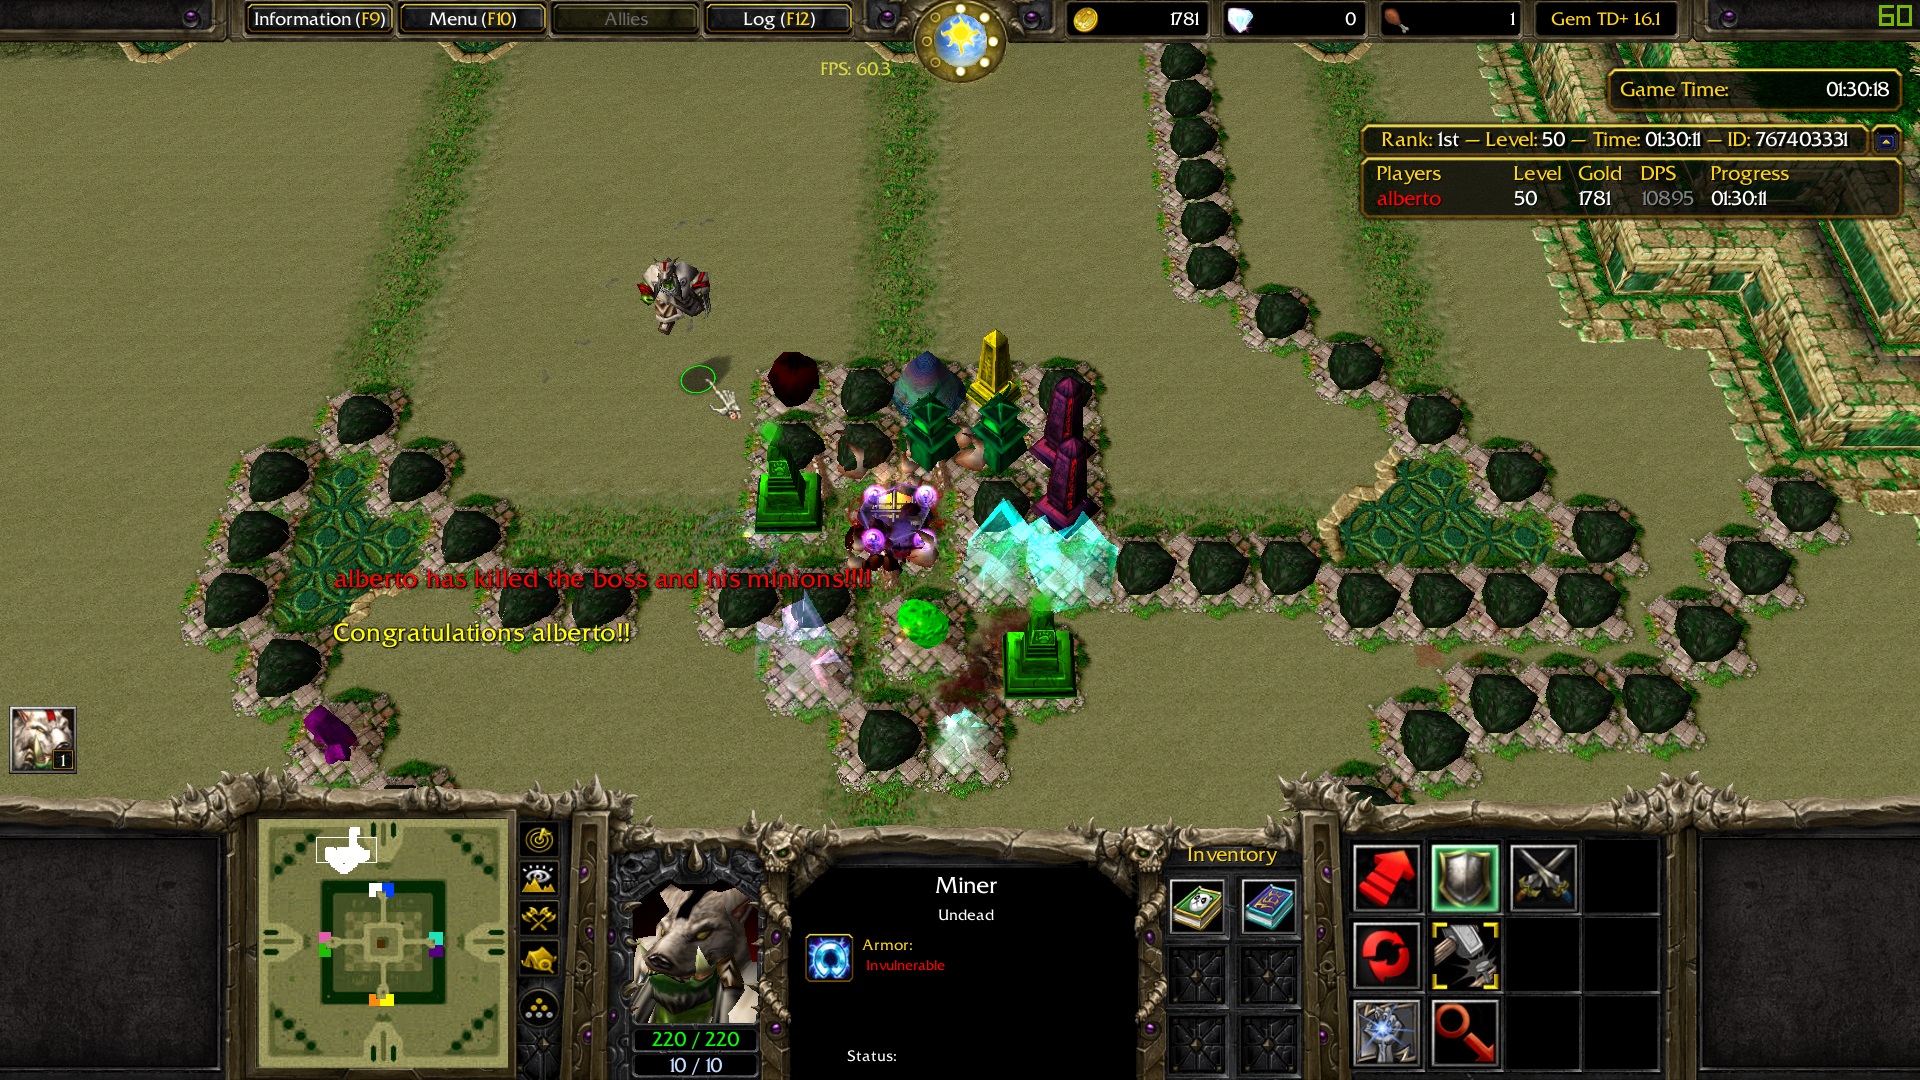 Information (F9) Menu (F10) Allies Log (F12) 1781 0 1 Gem TD+ 16.1 60
FPS: 60.3
Game Time: 01:30:18
Rank: 1st — Level: 50 — Time: 01:30:11 — ID: 767403331
Players Level Gold DPS Progress
alberto 50 1781 10895 01:30:11
alberto has killed the boss and his minions!!!!
Congratulations alberto!!
1
Inventory
Miner
Undead
Armor:
Invulnerable
220 / 220
10 / 10
Status: